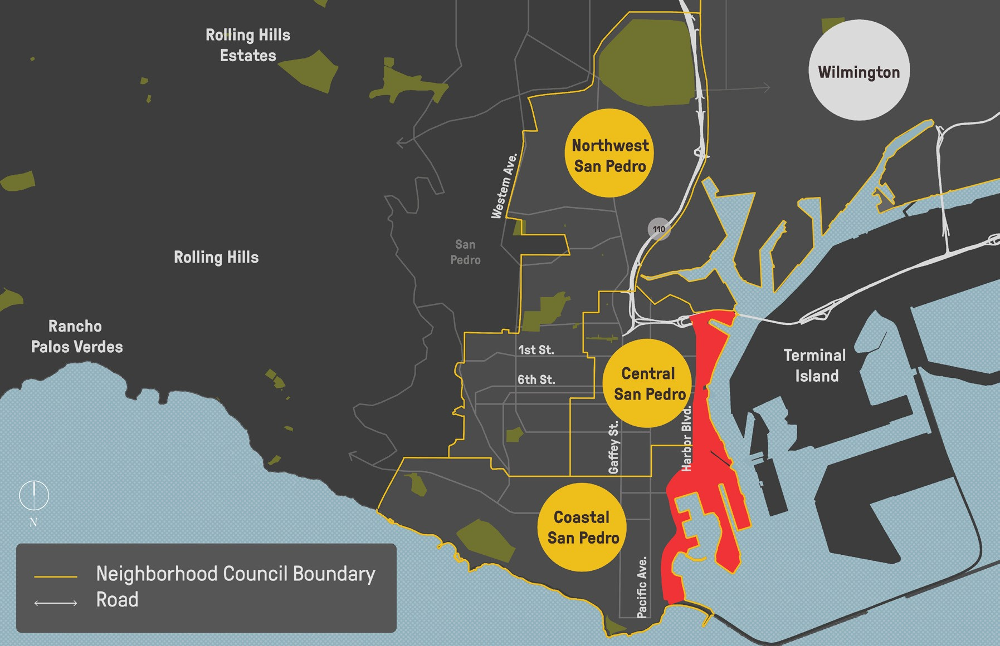 Rolling Hills
Estates
Wilmington
Northwest
San Pedro
Western Ave.
110
San
Pedro
Rolling Hills
Rancho
Palos Verdes
1st St.
6th St.
Central
San Pedro
Terminal
Island
Gaffey St.
Harbor Blvd.
Coastal
San Pedro
Pacific Ave.
N
Neighborhood Council Boundary
Road